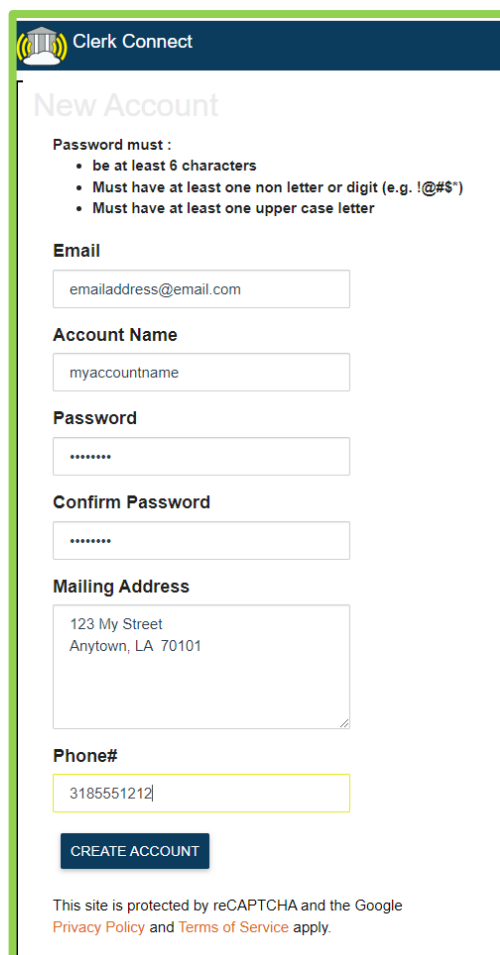 Clerk Connect
New Account
Password must :
• be at least 6 characters
• Must have at least one non letter or digit (e.g. !@#$*)
• Must have at least one upper case letter
Email
emailaddress@email.com
Account Name
myaccountname
Password
••••••••
Confirm Password
••••••••
Mailing Address
123 My Street
Anytown, LA  70101
Phone#
3185551212
CREATE ACCOUNT
This site is protected by reCAPTCHA and the Google
Privacy Policy and Terms of Service apply.